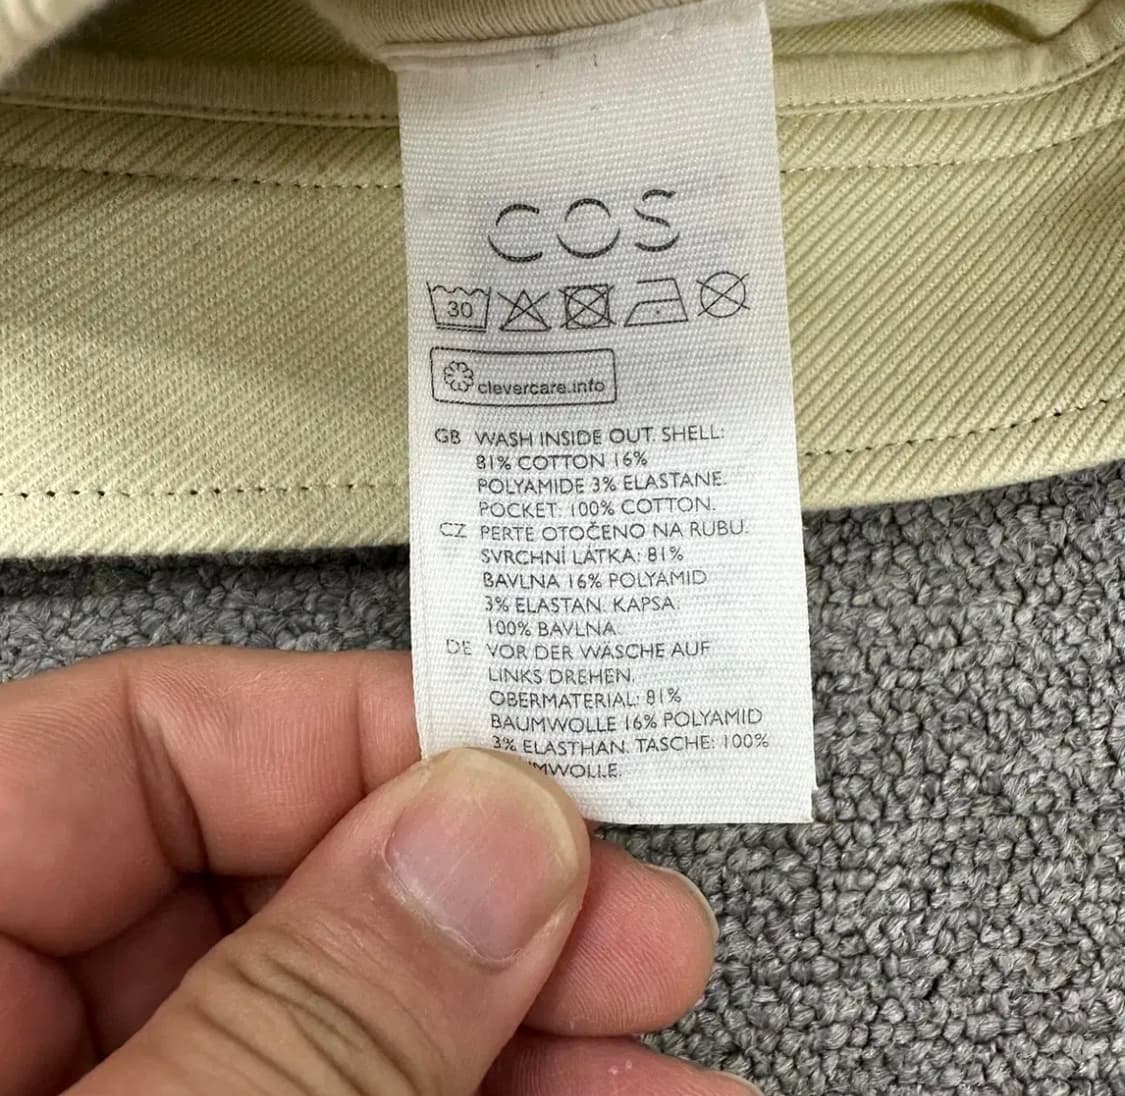 COS
30
clevercare.info
GB WASH INSIDE OUT. SHELL:
81% COTTON 16%
POLYAMIDE 3% ELASTANE.
POCKET: 100% COTTON.
CZ PERTE OTOČENO NA RUBU.
SVRCHNÍ LÁTKA: 81%
BAVLNA 16% POLYAMID
3% ELASTAN. KAPSA:
100% BAVLNA.
DE VOR DER WÄSCHE AUF
LINKS DREHEN.
OBERMATERIAL: 81%
BAUMWOLLE 16% POLYAMID
3% ELASTHAN. TASCHE: 100%
MWOLLE.